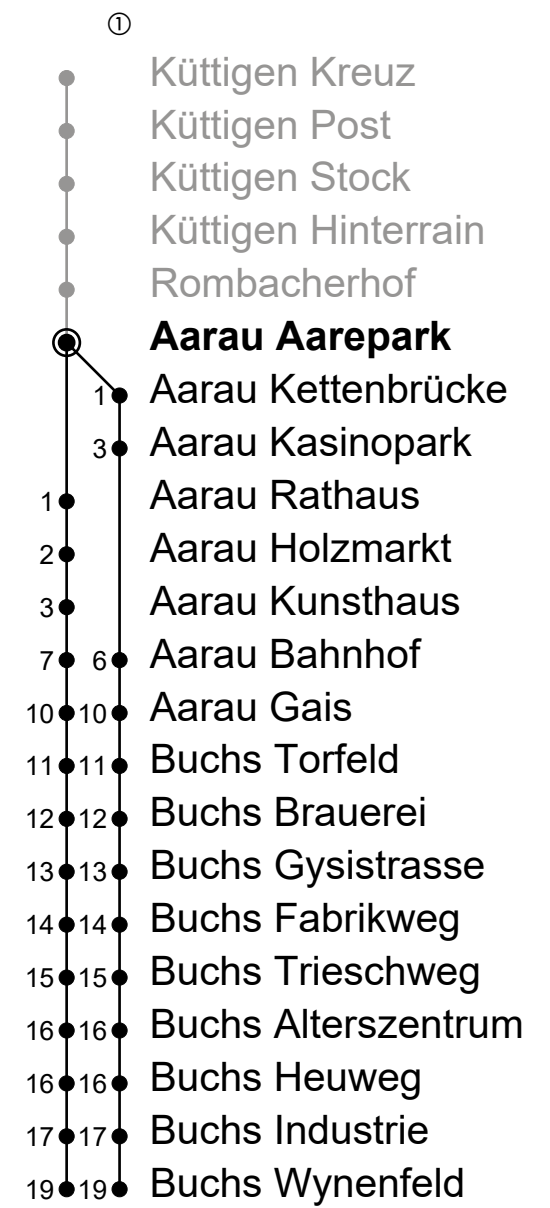 ①
Küttigen Kreuz
Küttigen Post
Küttigen Stock
Küttigen Hinterrain
Rombacherhof
Aarau Aarepark
1 Aarau Kettenbrücke
3 Aarau Kasinopark
1 Aarau Rathaus
2 Aarau Holzmarkt
3 Aarau Kunsthaus
7 6 Aarau Bahnhof
10 10 Aarau Gais
11 11 Buchs Torfeld
12 12 Buchs Brauerei
13 13 Buchs Gysistrasse
14 14 Buchs Fabrikweg
15 15 Buchs Trieschweg
16 16 Buchs Alterszentrum
16 16 Buchs Heuweg
17 17 Buchs Industrie
19 19 Buchs Wynenfeld